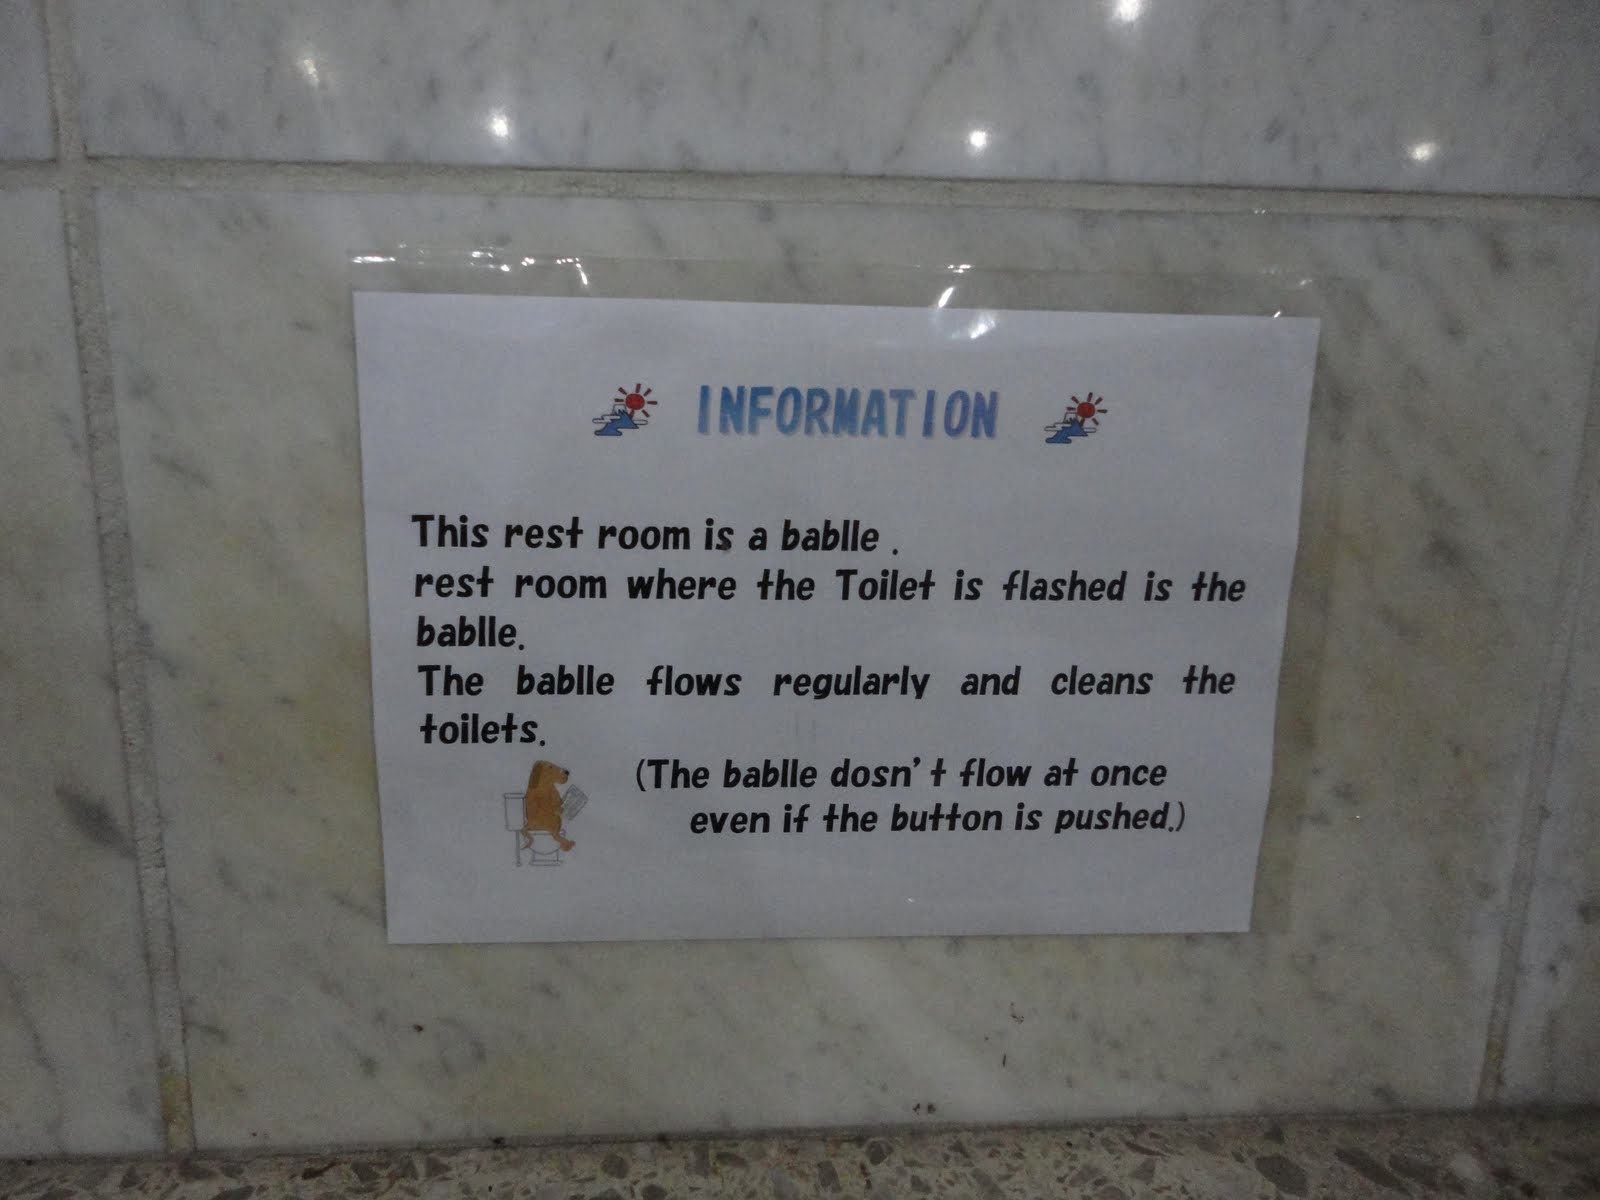 INFORMATION
This rest room is a bablle .
rest room where the Toilet is flashed is the
bablle.
The bablle flows regularly and cleans the
toilets.
(The bablle dosn't flow at once
even if the button is pushed.)